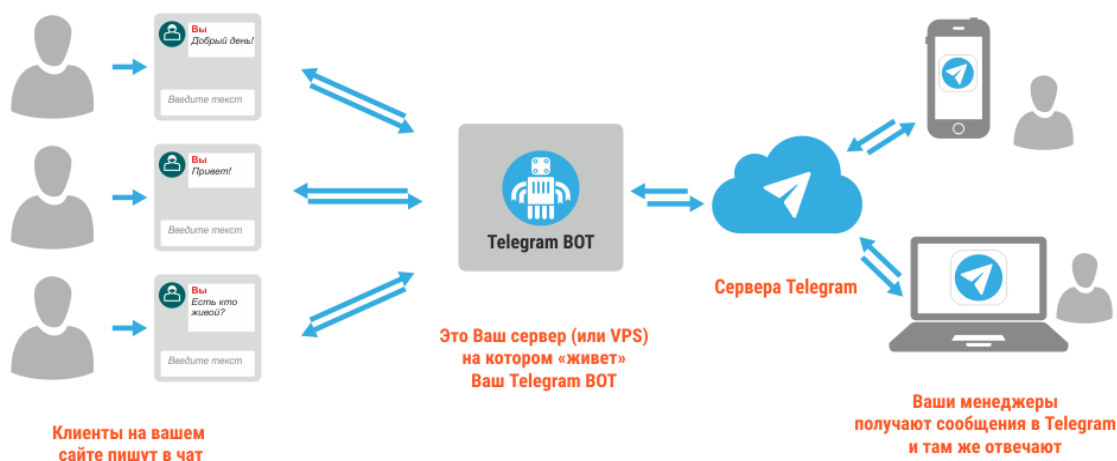 Вы
Добрый день!
Введите текст
Вы
Привет!
Введите текст
Вы
Есть кто
живой?
Введите текст
Клиенты на вашем
сайте пишут в чат
Telegram BOT
Это Ваш сервер (или VPS)
на котором «живет»
Ваш Telegram BOT
Сервера Telegram
Ваши менеджеры
получают сообщения в Telegram
и там же отвечают